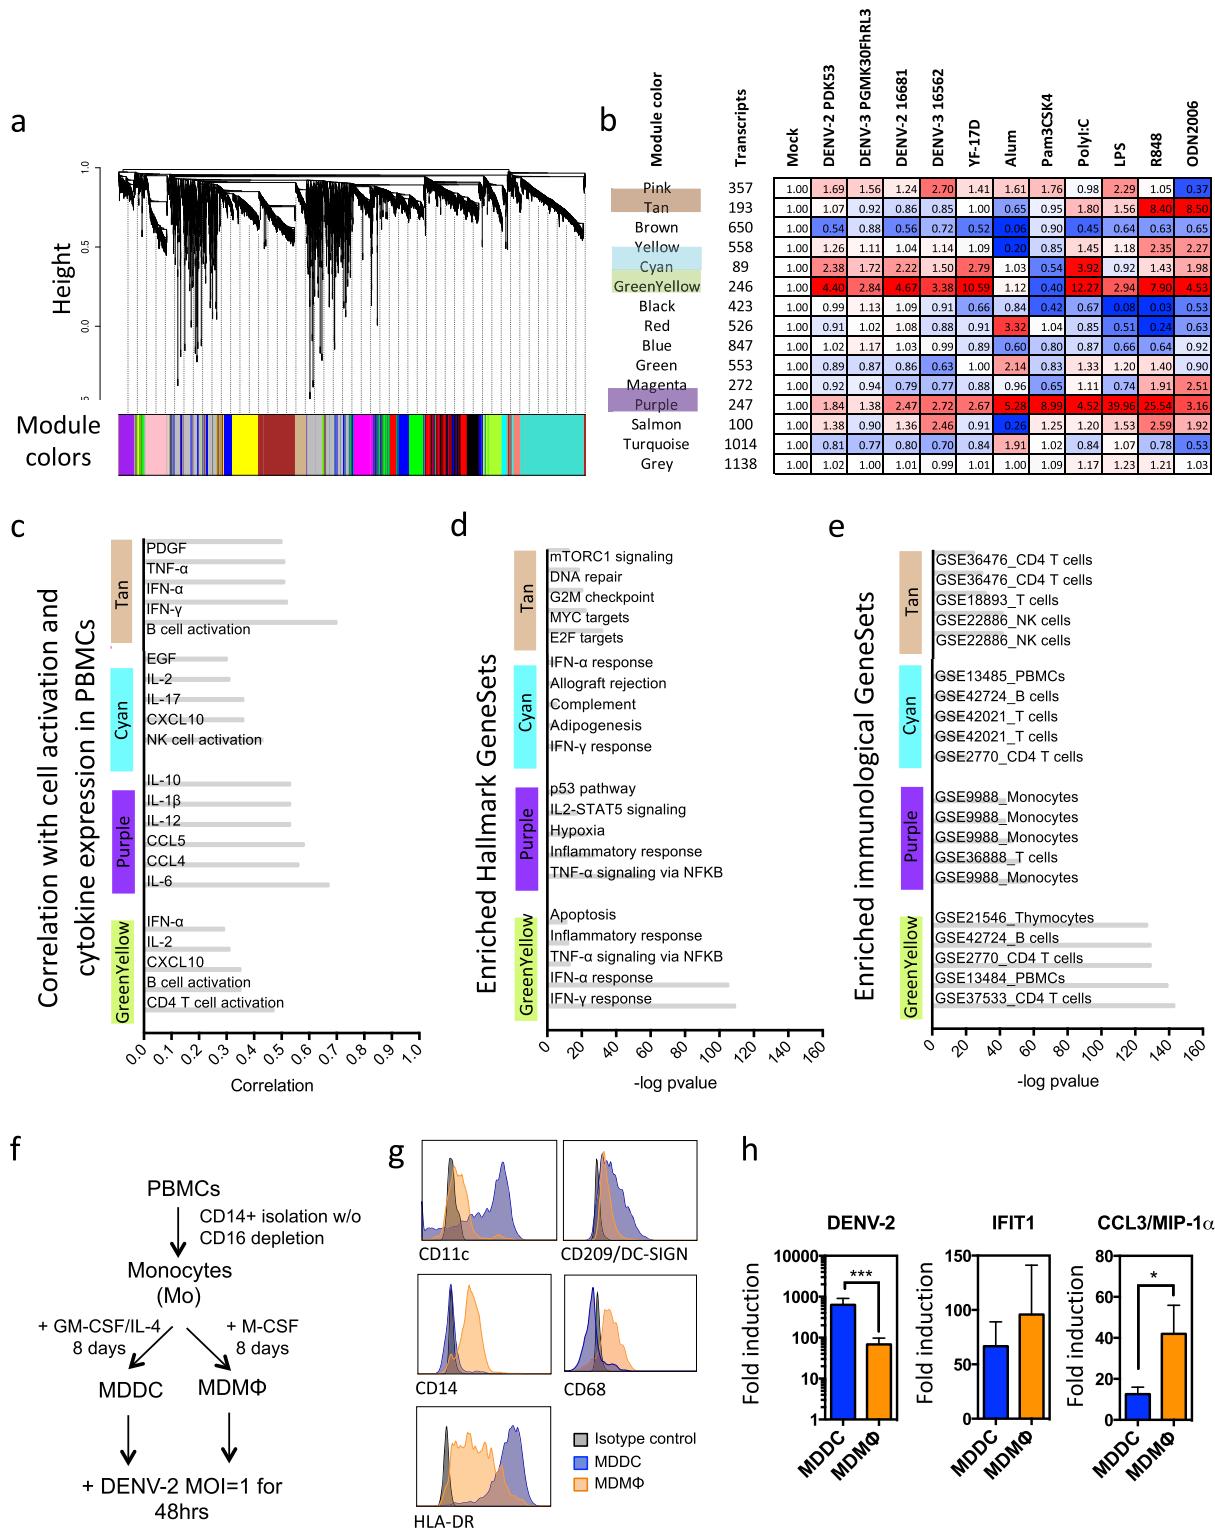 a
1.0
0.5
0.0
Height
Module
colors
b
Module color
Transcripts
Mock
DENV-2 PDK53
DENV-3 PGMK30FhRL3
DENV-2 16681
DENV-3 16562
YF-17D
Alum
Pam3CSK4
PolyI:C
LPS
R848
ODN2006
Pink 357 1.00 1.69 1.56 1.24 2.70 1.41 1.61 1.76 0.98 2.29 1.05 0.37
Tan 193 1.00 1.07 0.92 0.86 0.85 1.00 0.65 0.95 1.80 1.56 8.40 8.50
Brown 650 1.00 0.54 0.88 0.56 0.72 0.52 0.06 0.90 0.45 0.64 0.63 0.65
Yellow 558 1.00 1.26 1.11 1.04 1.14 1.09 0.20 0.85 1.45 1.18 2.35 2.27
Cyan 89 1.00 2.38 1.72 2.22 1.50 2.79 1.03 0.54 3.92 0.92 1.43 1.98
GreenYellow 246 1.00 4.40 2.84 4.67 3.38 10.59 1.12 0.40 12.27 2.94 7.90 4.53
Black 423 1.00 0.99 1.13 1.09 0.91 0.66 0.84 0.42 0.67 0.08 0.03 0.53
Red 526 1.00 0.91 1.02 1.08 0.88 0.91 3.32 1.04 0.85 0.51 0.24 0.63
Blue 847 1.00 1.02 1.17 1.03 0.99 0.89 0.60 0.80 0.87 0.66 0.64 0.92
Green 553 1.00 0.89 0.87 0.86 0.63 1.00 2.14 0.83 1.33 1.20 1.40 0.90
Magenta 272 1.00 0.92 0.94 0.79 0.77 0.88 0.96 0.65 1.11 0.74 1.91 2.51
Purple 247 1.00 1.84 1.38 2.47 2.72 2.67 5.28 8.99 4.52 39.96 25.54 3.16
Salmon 100 1.00 1.38 0.90 1.36 2.46 0.91 0.26 1.25 1.20 1.53 2.59 1.92
Turquoise 1014 1.00 0.81 0.77 0.80 0.70 0.84 1.91 1.02 0.84 1.07 0.78 0.53
Grey 1138 1.00 1.02 1.00 1.01 0.99 1.01 1.00 1.09 1.17 1.23 1.21 1.03
c
Correlation with cell activation and
cytokine expression in PBMCs
Tan
PDGF
TNF-α
IFN-α
IFN-γ
B cell activation
Cyan
EGF
IL-2
IL-17
CXCL10
NK cell activation
Purple
IL-10
IL-1β
IL-12
CCL5
CCL4
IL-6
GreenYellow
IFN-α
IL-2
CXCL10
B cell activation
CD4 T cell activation
0.0 0.1 0.2 0.3 0.4 0.5 0.6 0.7 0.8 0.9 1.0
Correlation
d
Enriched Hallmark GeneSets
Tan
mTORC1 signaling
DNA repair
G2M checkpoint
MYC targets
E2F targets
Cyan
IFN-α response
Allograft rejection
Complement
Adipogenesis
IFN-γ response
Purple
p53 pathway
IL2-STAT5 signaling
Hypoxia
Inflammatory response
TNF-α signaling via NFKB
GreenYellow
Apoptosis
Inflammatory response
TNF-α signaling via NFKB
IFN-α response
IFN-γ response
0 20 40 60 80 100 120 140 160
-log pvalue
e
Enriched immunological GeneSets
Tan
GSE36476_CD4 T cells
GSE36476_CD4 T cells
GSE18893_T cells
GSE22886_NK cells
GSE22886_NK cells
Cyan
GSE13485_PBMCs
GSE42724_B cells
GSE42021_T cells
GSE42021_T cells
GSE2770_CD4 T cells
Purple
GSE9988_Monocytes
GSE9988_Monocytes
GSE9988_Monocytes
GSE36888_T cells
GSE9988_Monocytes
GreenYellow
GSE21546_Thymocytes
GSE42724_B cells
GSE2770_CD4 T cells
GSE13484_PBMCs
GSE37533_CD4 T cells
0 20 40 60 80 100 120 140 160
-log pvalue
f
PBMCs
CD14+ isolation w/o
CD16 depletion
Monocytes
(Mo)
+ GM-CSF/IL-4
8 days
+ M-CSF
8 days
MDDC
MDMΦ
+ DENV-2 MOI=1 for
48hrs
g
CD11c
CD209/DC-SIGN
CD14
CD68
HLA-DR
Isotype control
MDDC
MDMΦ
h
DENV-2
Fold induction
10000
1000
100
10
1
***
MDDC
MDMΦ
IFIT1
Fold induction
150
100
50
0
MDDC
MDMΦ
CCL3/MIP-1α
Fold induction
80
60
40
20
0
*
MDDC
MDMΦ